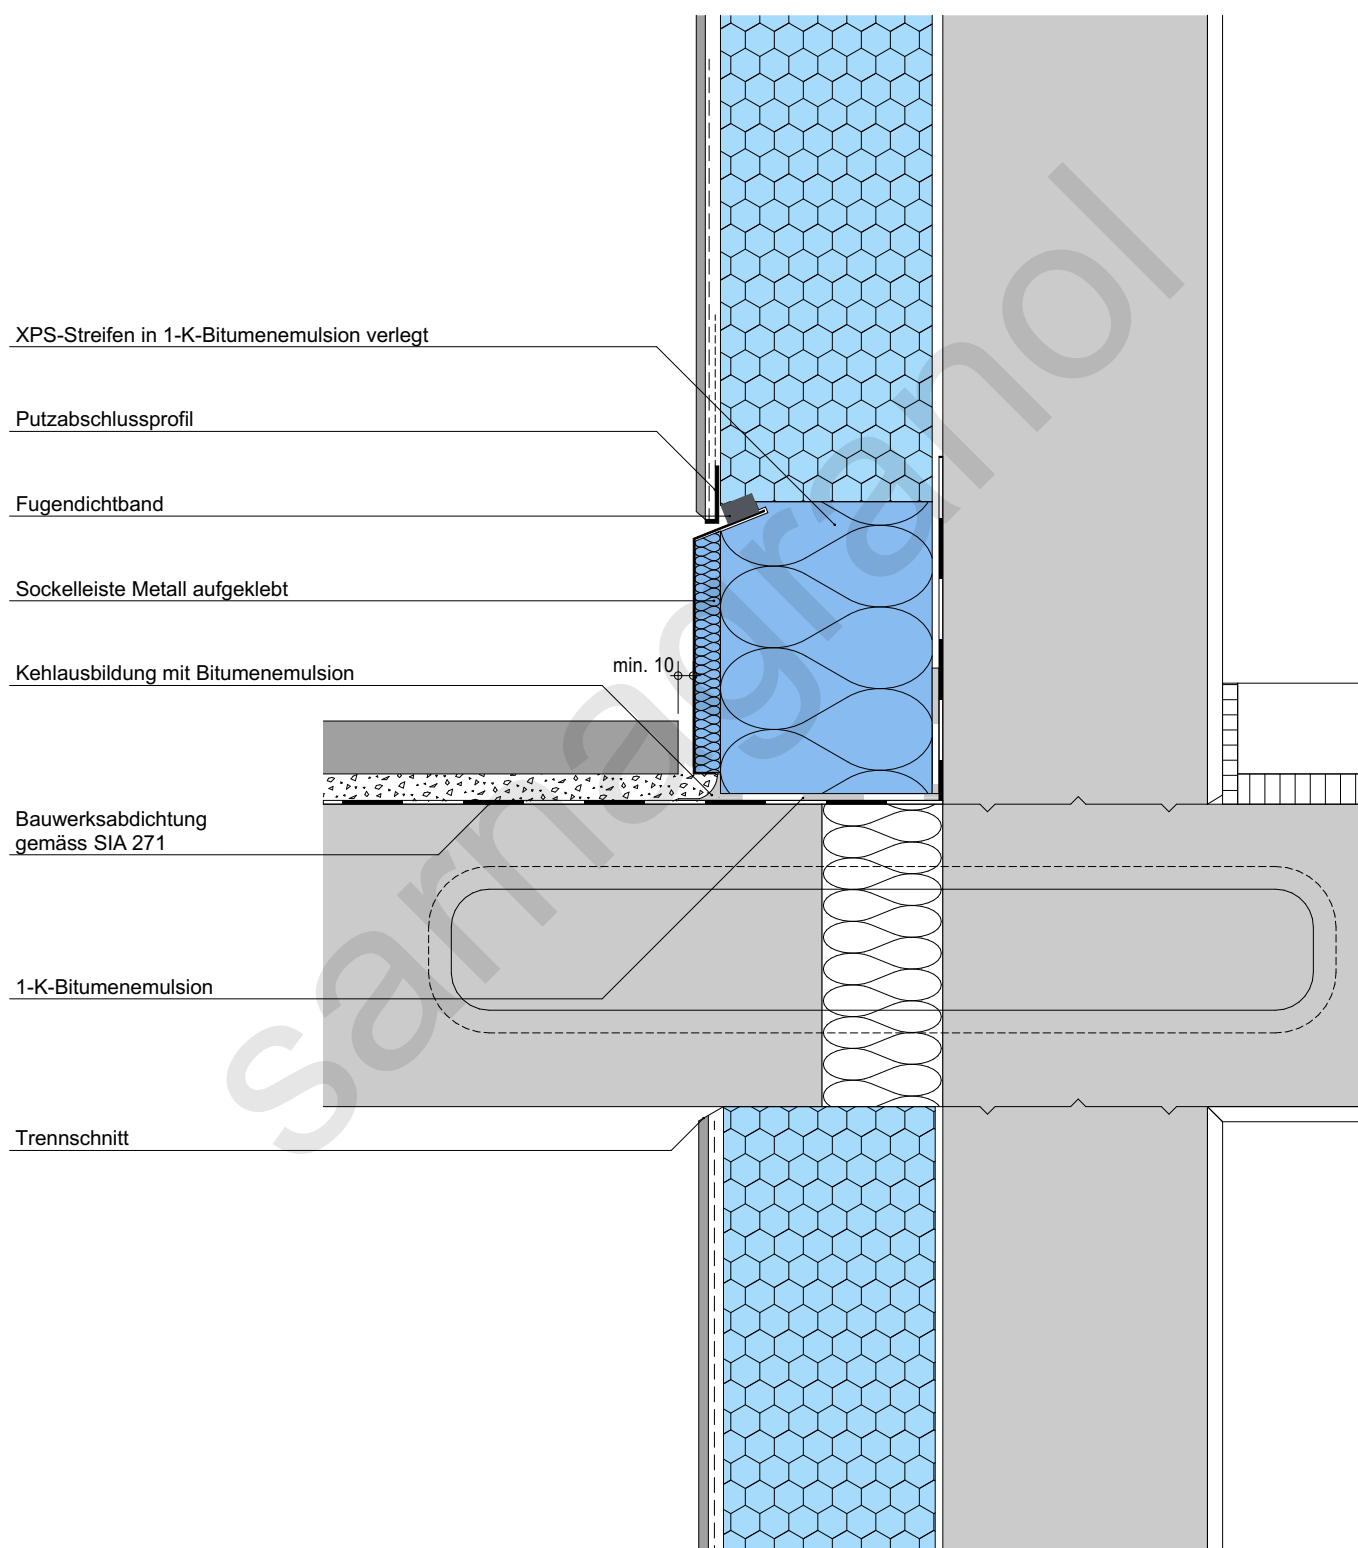 XPS-Streifen in 1-K-Bitumenemulsion verlegt
Putzabschlussprofil
Fugendichtband
Sockelleiste Metall aufgeklebt
Kehlausbildung mit Bitumenemulsion
min. 10
Bauwerksabdichtung
gemäss SIA 271
1-K-Bitumenemulsion
Trennschnitt
sarnagranol